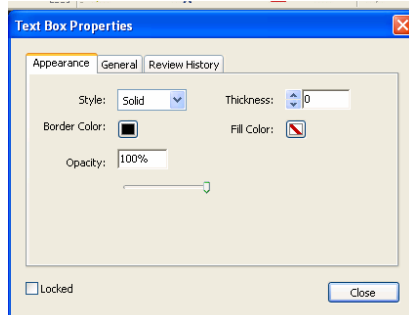 Text Box Properties
Appearance General Review History
Style: Solid Thickness: 0
Border Color: Fill Color:
Opacity: 100%
Locked Close